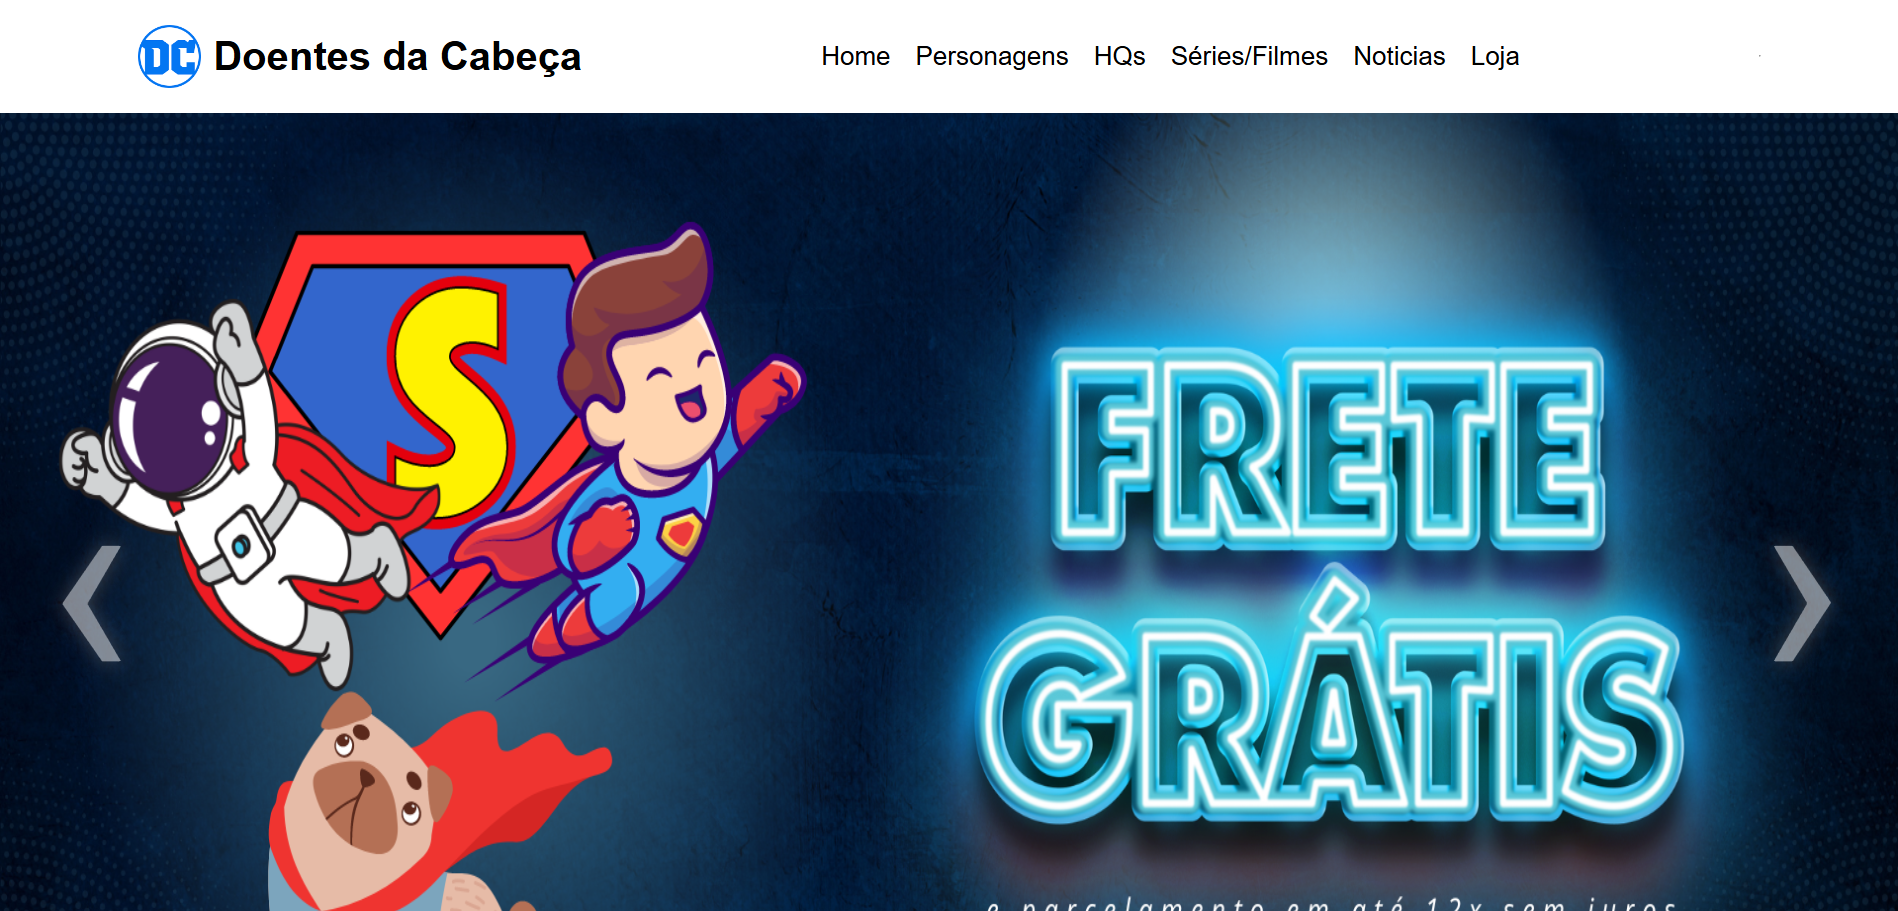 DC Doentes da Cabeça
Home Personagens HQs Séries/Filmes Noticias Loja
S
FRETE
GRÁTIS
e parcelamento em até 12x sem juros